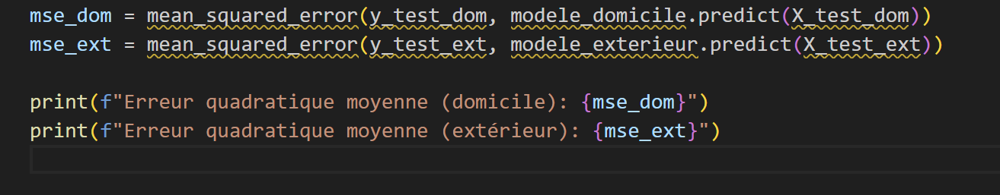 mse_dom = mean_squared_error(y_test_dom, modele_domicile.predict(X_test_dom))
mse_ext = mean_squared_error(y_test_ext, modele_exterieur.predict(X_test_ext))
print(f"Erreur quadratique moyenne (domicile): {mse_dom}")
print(f"Erreur quadratique moyenne (extérieur): {mse_ext}")